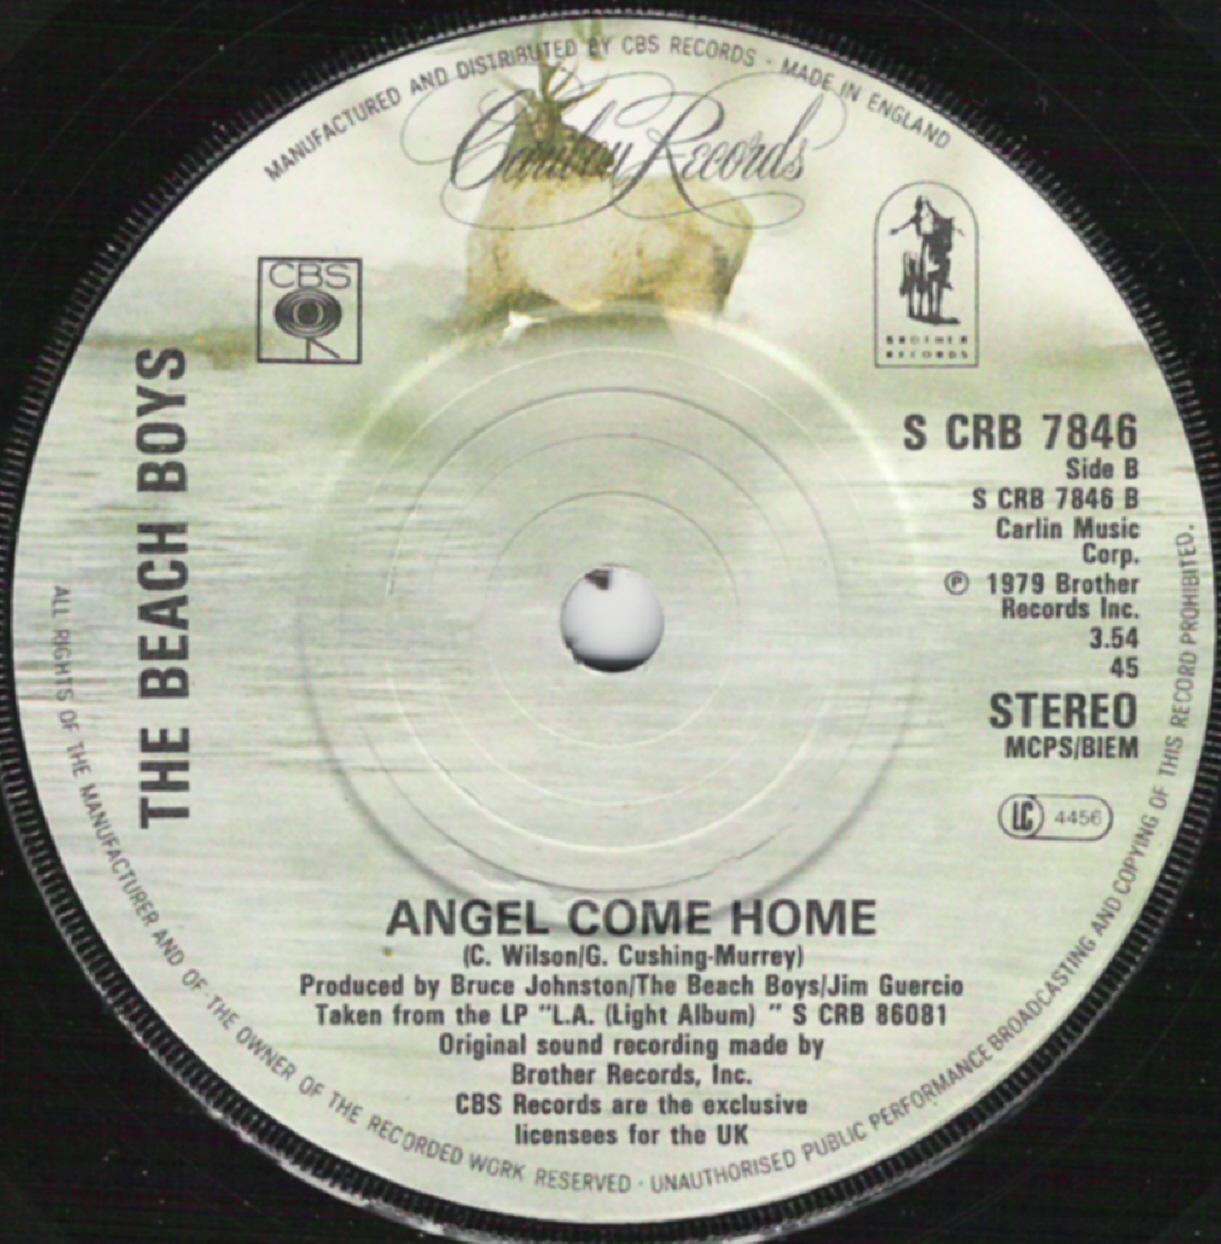 MANUFACTURED AND DISTRIBUTED BY CBS RECORDS · MADE IN ENGLAND
Caribou Records
CBS
BROTHER
RECORDS
THE BEACH BOYS
S CRB 7846
Side B
S CRB 7846 B
Carlin Music
Corp.
℗ 1979 Brother
Records Inc.
3.54
45
STEREO
MCPS/BIEM
LC 4456
ANGEL COME HOME
(C. Wilson/G. Cushing-Murrey)
Produced by Bruce Johnston/The Beach Boys/Jim Guercio
Taken from the LP "L.A. (Light Album) " S CRB 86081
Original sound recording made by
Brother Records, Inc.
CBS Records are the exclusive
licensees for the UK
ALL RIGHTS OF THE MANUFACTURER AND OF THE OWNER OF THE RECORDED WORK RESERVED · UNAUTHORISED PUBLIC PERFORMANCE BROADCASTING AND COPYING OF THIS RECORD PROHIBITED.